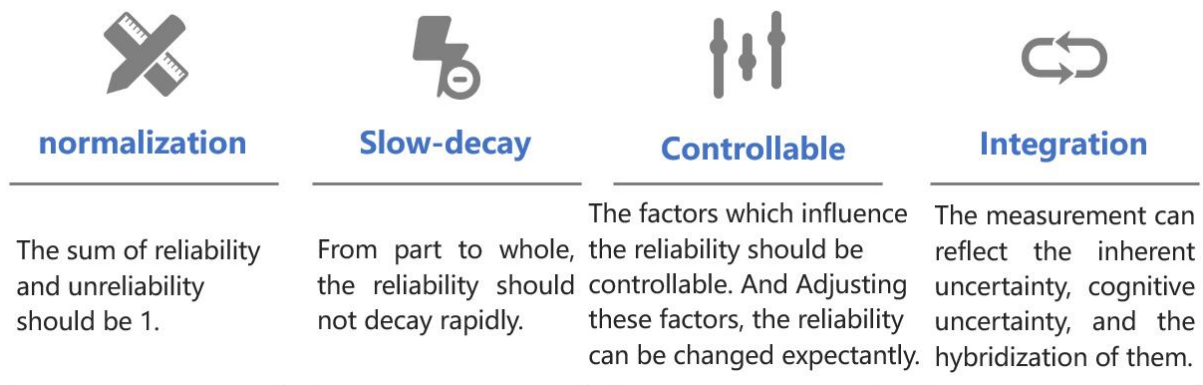 normalization
The sum of reliability
and unreliability
should be 1.
Slow-decay
From part to whole,
the reliability should
not decay rapidly.
Controllable
The factors which influence
the reliability should be
controllable. And Adjusting
these factors, the reliability
can be changed expectantly.
Integration
The measurement can
reflect the inherent
uncertainty, cognitive
uncertainty, and the
hybridization of them.